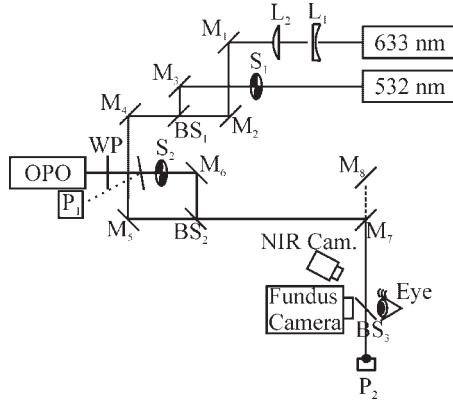 L₂ L₁
M₁
633 nm
S₁
M₃
532 nm
M₄
BS₁ M₂
WP S₂
M₆
M₈
OPO
P₁
M₅ BS₂ M₇
NIR Cam.
Fundus
Camera
Eye
BS₃
P₂